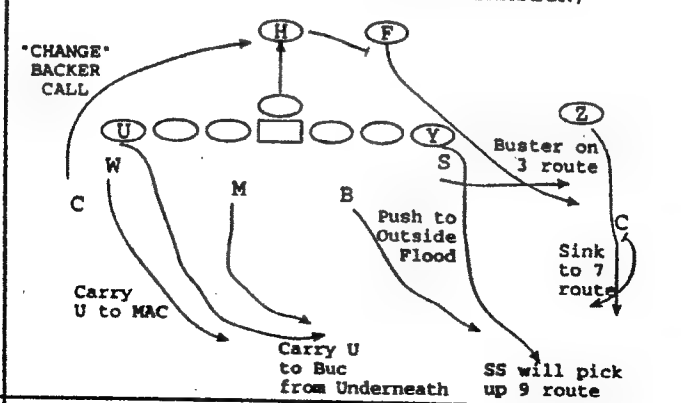 H
F
"CHANGE"
BACKER
CALL
Z
U
Y
Buster on
3 route
W
S
C
M
B
Push to
Outside
Flood
C
Sink
to 7
route
Carry
U to MAC
Carry U
to Buc
from Underneath
SS will pick
up 9 route